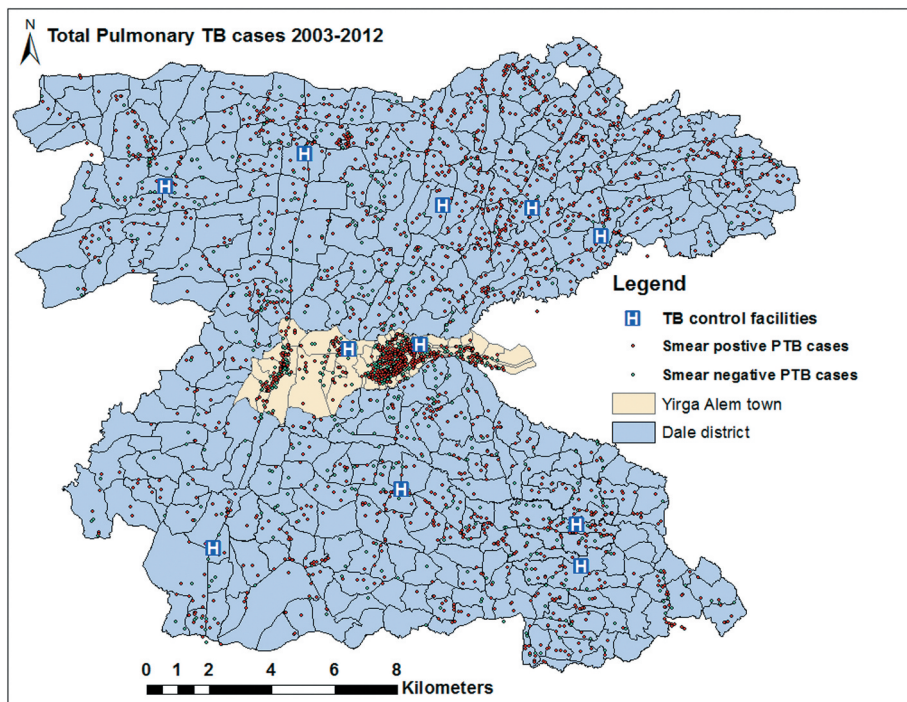 N
Total Pulmonary TB cases 2003-2012
H
H
H
H
H
Legend
H TB control facilities
Smear postive PTB cases
Smear negative PTB cases
Yirga Alem town
Dale district
H
H
H
H
H
H
0 1 2 4 6 8
Kilometers